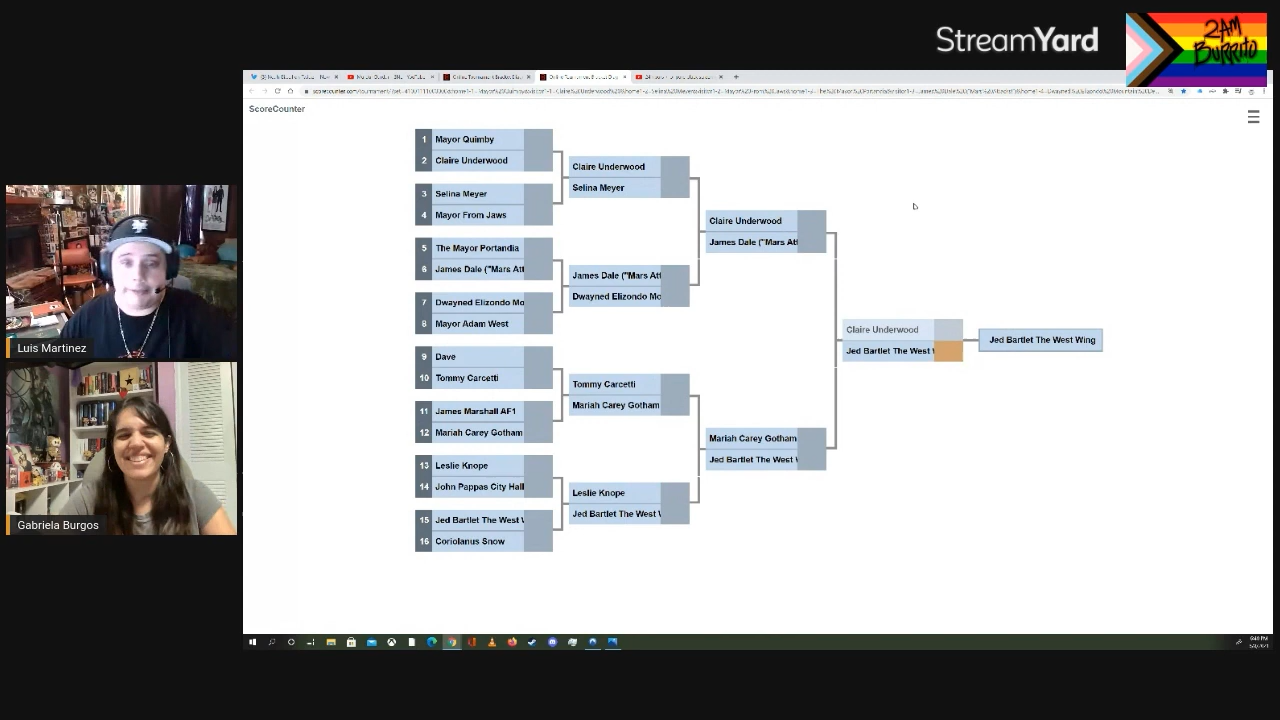 StreamYard
2AM
BURRITO
ScoreCounter
1 Mayor Quimby
2 Claire Underwood
3 Selina Meyer
4 Mayor From Jaws
5 The Mayor Portandia
6 James Dale ("Mars Att
7 Dwayned Elizondo Mo
8 Mayor Adam West
9 Dave
10 Tommy Carcetti
11 James Marshall AF1
12 Mariah Carey Gotham
13 Leslie Knope
14 John Pappas City Hall
15 Jed Bartlet The West W
16 Coriolanus Snow
Claire Underwood
Selina Meyer
James Dale ("Mars Att
Dwayned Elizondo Mo
Tommy Carcetti
Mariah Carey Gotham
Leslie Knope
Jed Bartlet The West W
Claire Underwood
James Dale ("Mars Att
Mariah Carey Gotham
Jed Bartlet The West W
Claire Underwood
Jed Bartlet The West W
Jed Bartlet The West Wing
Luis Martinez
Gabriela Burgos